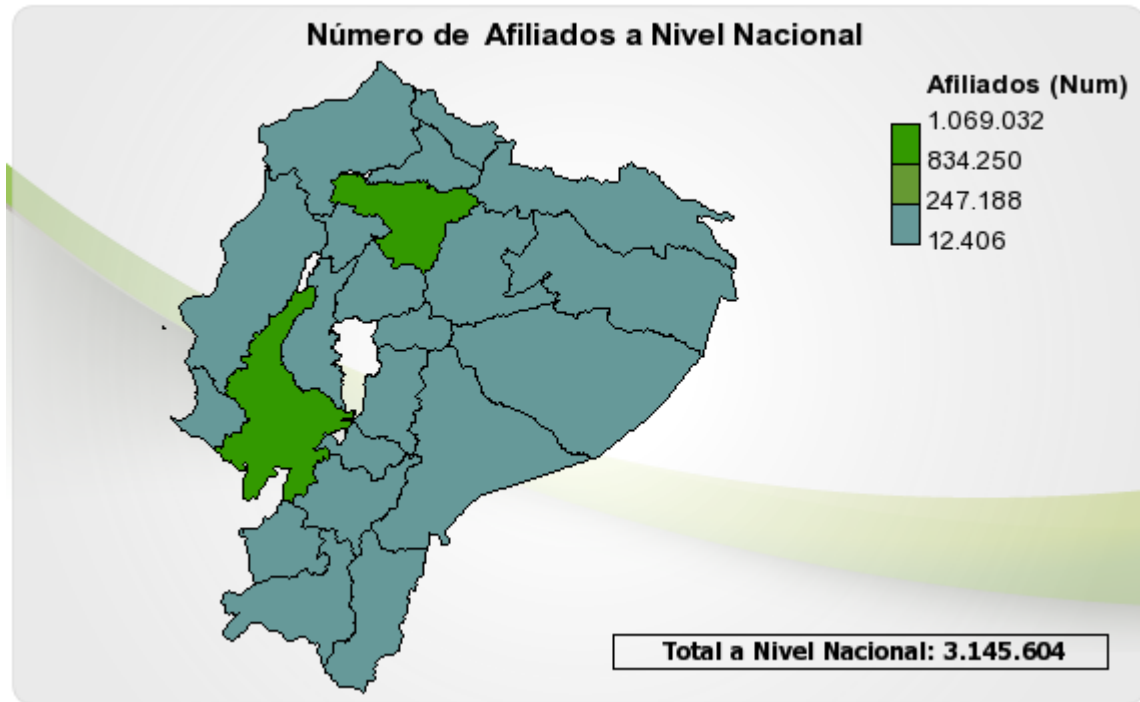 Número de Afiliados a Nivel Nacional
Afiliados (Num)
1.069.032
834.250
247.188
12.406
Total a Nivel Nacional: 3.145.604